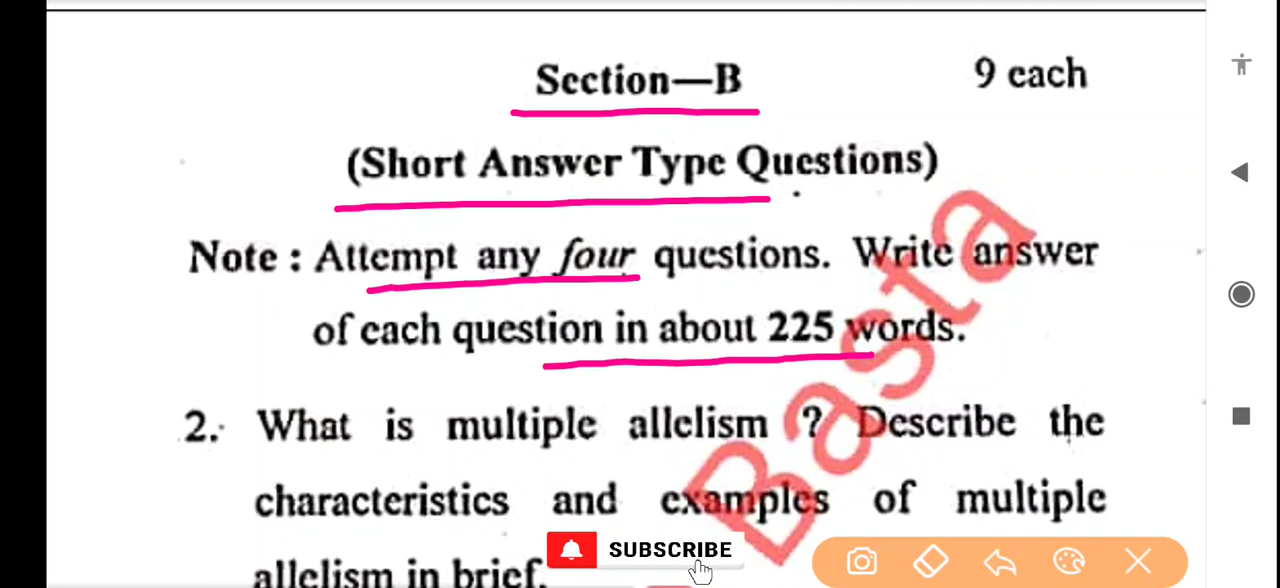 Section—B 9 each
(Short Answer Type Questions)
Note : Attempt any four questions. Write answer
of each question in about 225 words.
2. What is multiple allelism ? Describe the
characteristics and examples of multiple
allelism in brief.
Basta
SUBSCRIBE